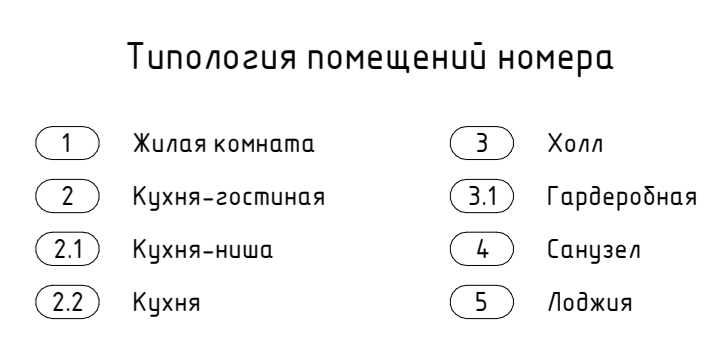 Типология помещений номера
1 Жилая комната
2 Кухня-гостиная
2.1 Кухня-ниша
2.2 Кухня
3 Холл
3.1 Гардеробная
4 Санузел
5 Лоджия